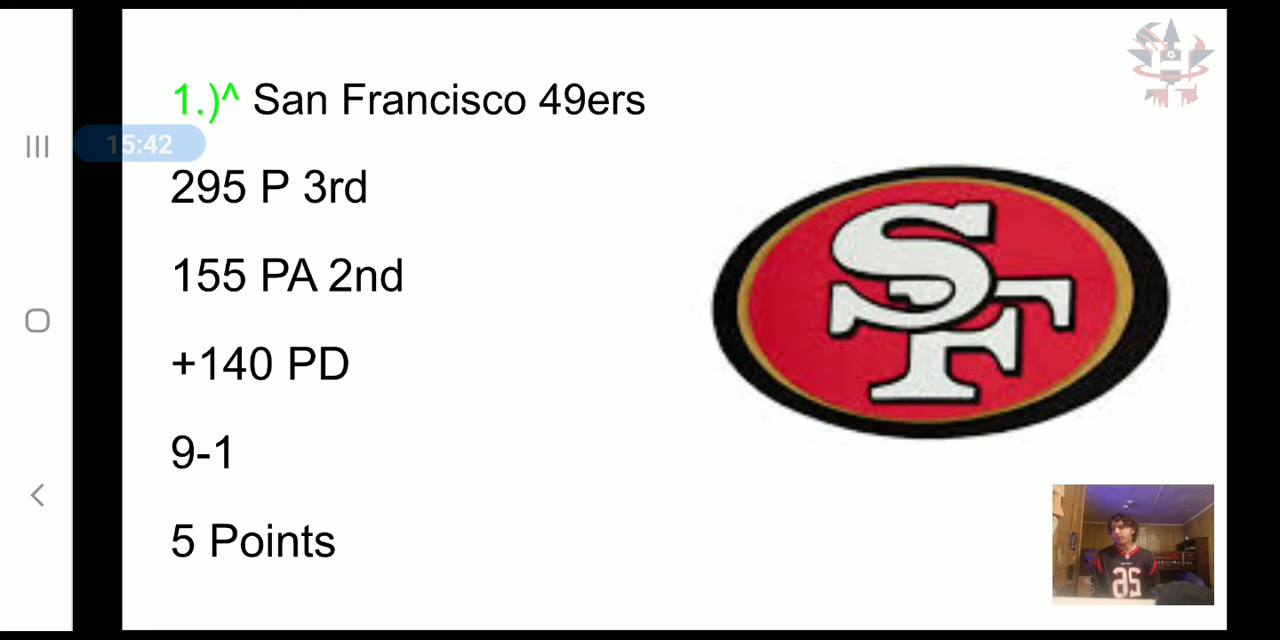 1.)^ San Francisco 49ers
15:42
295 P 3rd
155 PA 2nd
+140 PD
9-1
5 Points
SF